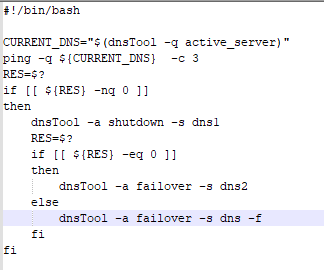 #!/bin/bash
CURRENT_DNS="$(dnsTool -q active_server)"
ping -q ${CURRENT_DNS}  -c 3
RES=$?
if [[ ${RES} -nq 0 ]]
then
    dnsTool -a shutdown -s dns1
    RES=$?
    if [[ ${RES} -eq 0 ]]
    then
        dnsTool -a failover -s dns2
    else
        dnsTool -a failover -s dns -f
    fi
fi